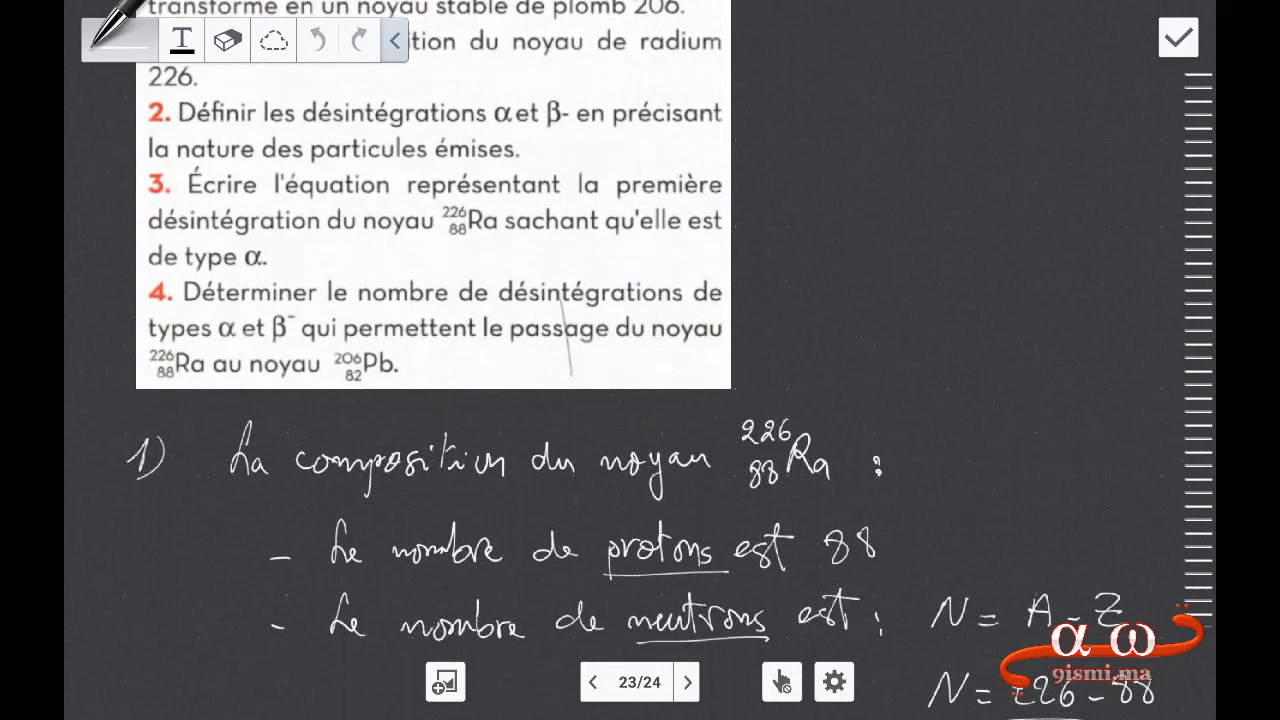 transforme en un noyau stable de plomb 206.
ition du noyau de radium
226.
2. Définir les désintégrations α et β- en précisant
la nature des particules émises.
3. Écrire l'équation représentant la première
désintégration du noyau ²²⁶₈₈Ra sachant qu'elle est
de type α.
4. Déterminer le nombre de désintégrations de
types α et β⁻ qui permettent le passage du noyau
²²⁶₈₈Ra au noyau ²⁰⁶₈₂Pb.
1) La composition du noyau ²²⁶₈₈Ra :
- Le nombre de protons est 88
- Le nombre de neutrons est : N = A - Z
N = 226 - 88
α ω
9ismi.ma
T
23/24